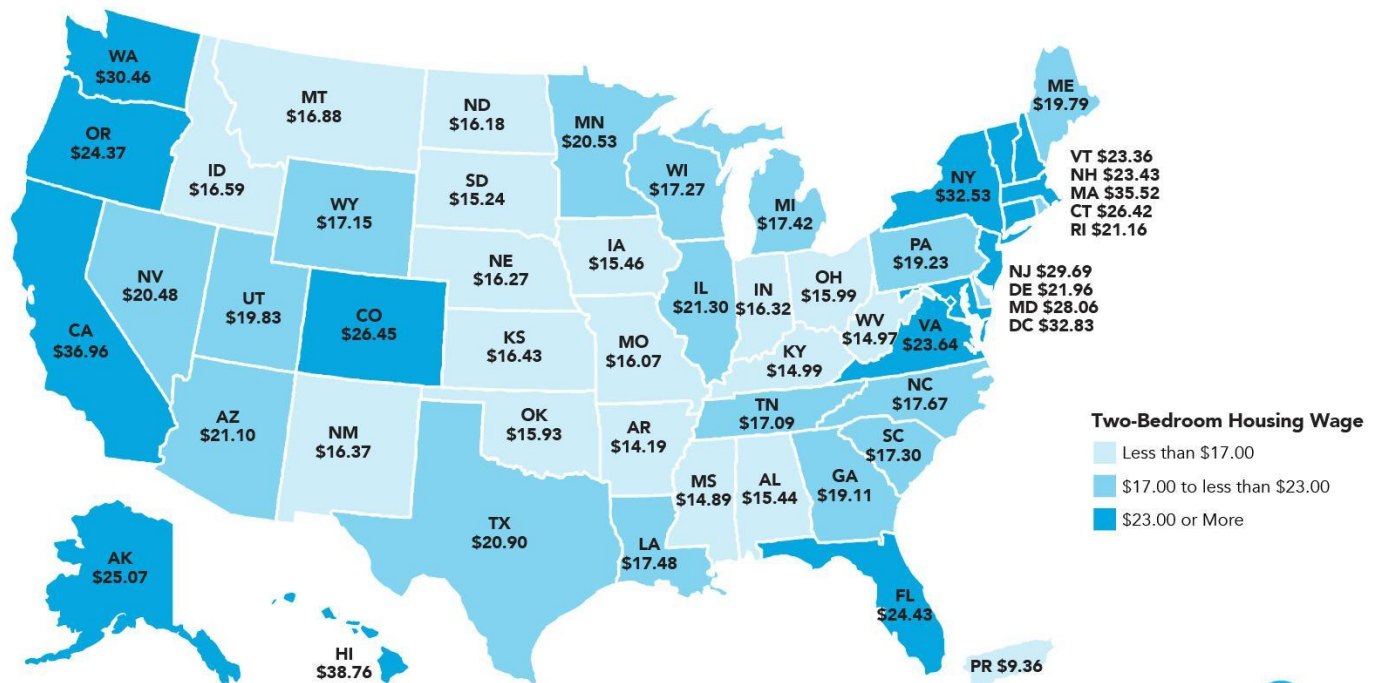 WA
$30.46
OR
$24.37
CA
$36.96
ID
$16.59
NV
$20.48
MT
$16.88
WY
$17.15
UT
$19.83
AZ
$21.10
CO
$26.45
NM
$16.37
ND
$16.18
SD
$15.24
NE
$16.27
KS
$16.43
OK
$15.93
TX
$20.90
MN
$20.53
IA
$15.46
MO
$16.07
AR
$14.19
LA
$17.48
WI
$17.27
IL
$21.30
MI
$17.42
IN
$16.32
OH
$15.99
KY
$14.99
WV
$14.97
TN
$17.09
MS
$14.89
AL
$15.44
GA
$19.11
SC
$17.30
NC
$17.67
VA
$23.64
FL
$24.43
PA
$19.23
NY
$32.53
ME
$19.79
VT $23.36
NH $23.43
MA $35.52
CT $26.42
RI $21.16
NJ $29.69
DE $21.96
MD $28.06
DC $32.83
AK
$25.07
HI
$38.76
PR $9.36
Two-Bedroom Housing Wage
Less than $17.00
$17.00 to less than $23.00
$23.00 or More